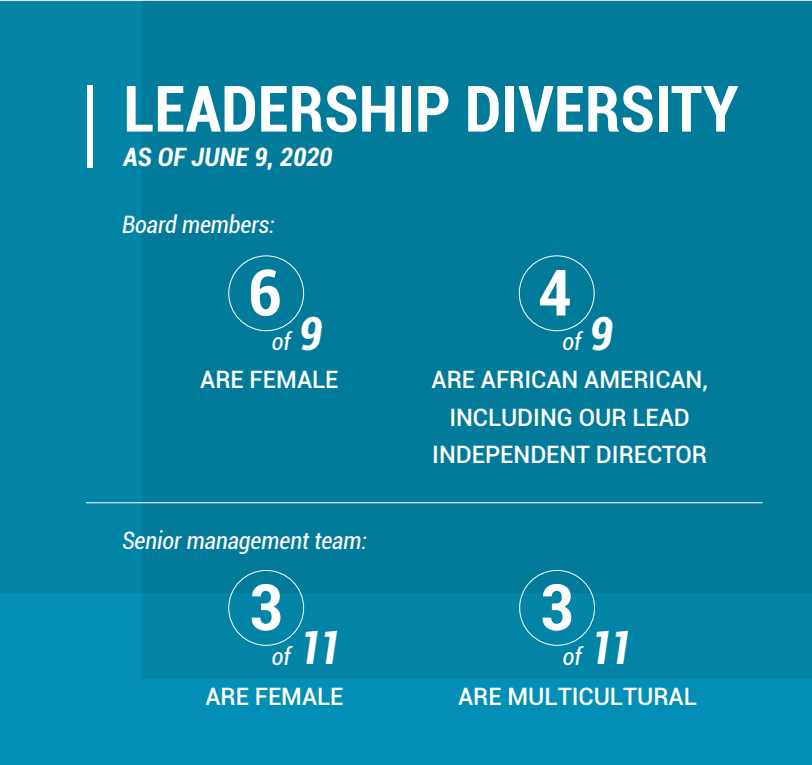 LEADERSHIP DIVERSITY
AS OF JUNE 9, 2020
Board members:
6
of 9
ARE FEMALE
4
of 9
ARE AFRICAN AMERICAN,
INCLUDING OUR LEAD
INDEPENDENT DIRECTOR
Senior management team:
3
of 11
ARE FEMALE
3
of 11
ARE MULTICULTURAL